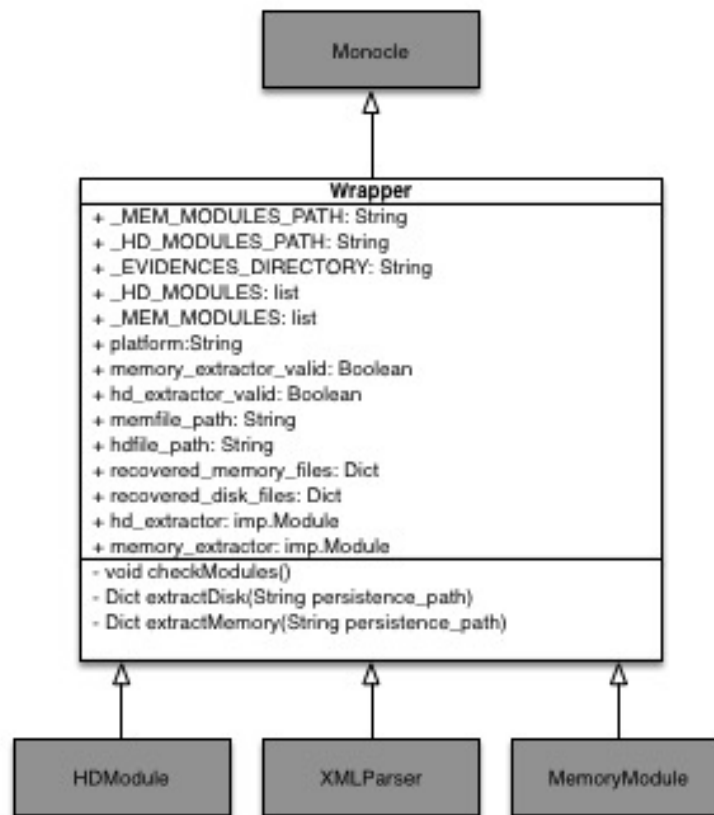 Monocle
Wrapper
+ _MEM_MODULES_PATH: String
+ _HD_MODULES_PATH: String
+ _EVIDENCES_DIRECTORY: String
+ _HD_MODULES: list
+ _MEM_MODULES: list
+ platform:String
+ memory_extractor_valid: Boolean
+ hd_extractor_valid: Boolean
+ memfile_path: String
+ hdfile_path: String
+ recovered_memory_files: Dict
+ recovered_disk_files: Dict
+ hd_extractor: imp.Module
+ memory_extractor: imp.Module
- void checkModules()
- Dict extractDisk(String persistence_path)
- Dict extractMemory(String persistence_path)
HDModule
XMLParser
MemoryModule